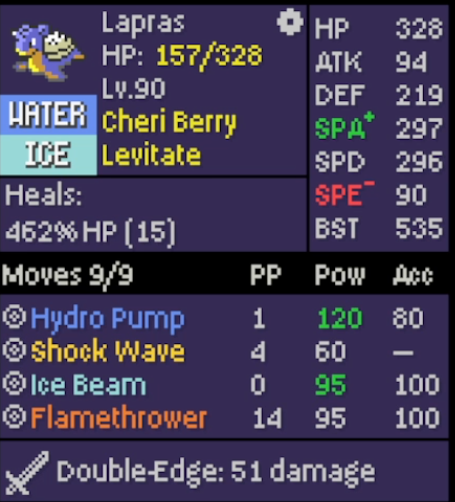 Lapras
HP: 157/328
Lv.90
WATER Cheri Berry
ICE Levitate
HP 328
ATK 94
DEF 219
SPA+ 297
SPD 296
SPE- 90
BST 535
Heals:
462% HP (15)
Moves 9/9 PP Pow Acc
Hydro Pump 1 120 80
Shock Wave 4 60 —
Ice Beam 0 95 100
Flamethrower 14 95 100
Double-Edge: 51 damage